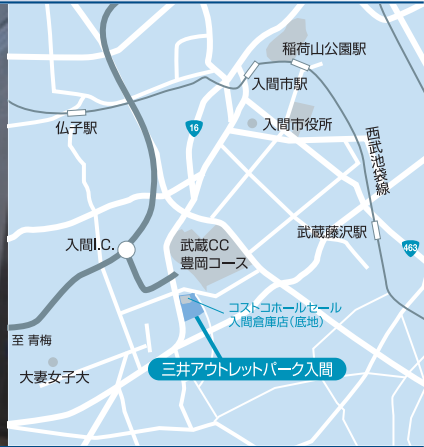 稲荷山公園駅
入間市駅
仏子駅
16
入間市役所
西武池袋線
武蔵藤沢駅
463
入間I.C.
武蔵CC
豊岡コース
コストコホールセール
入間倉庫店(底地)
至 青梅
三井アウトレットパーク入間
大妻女子大